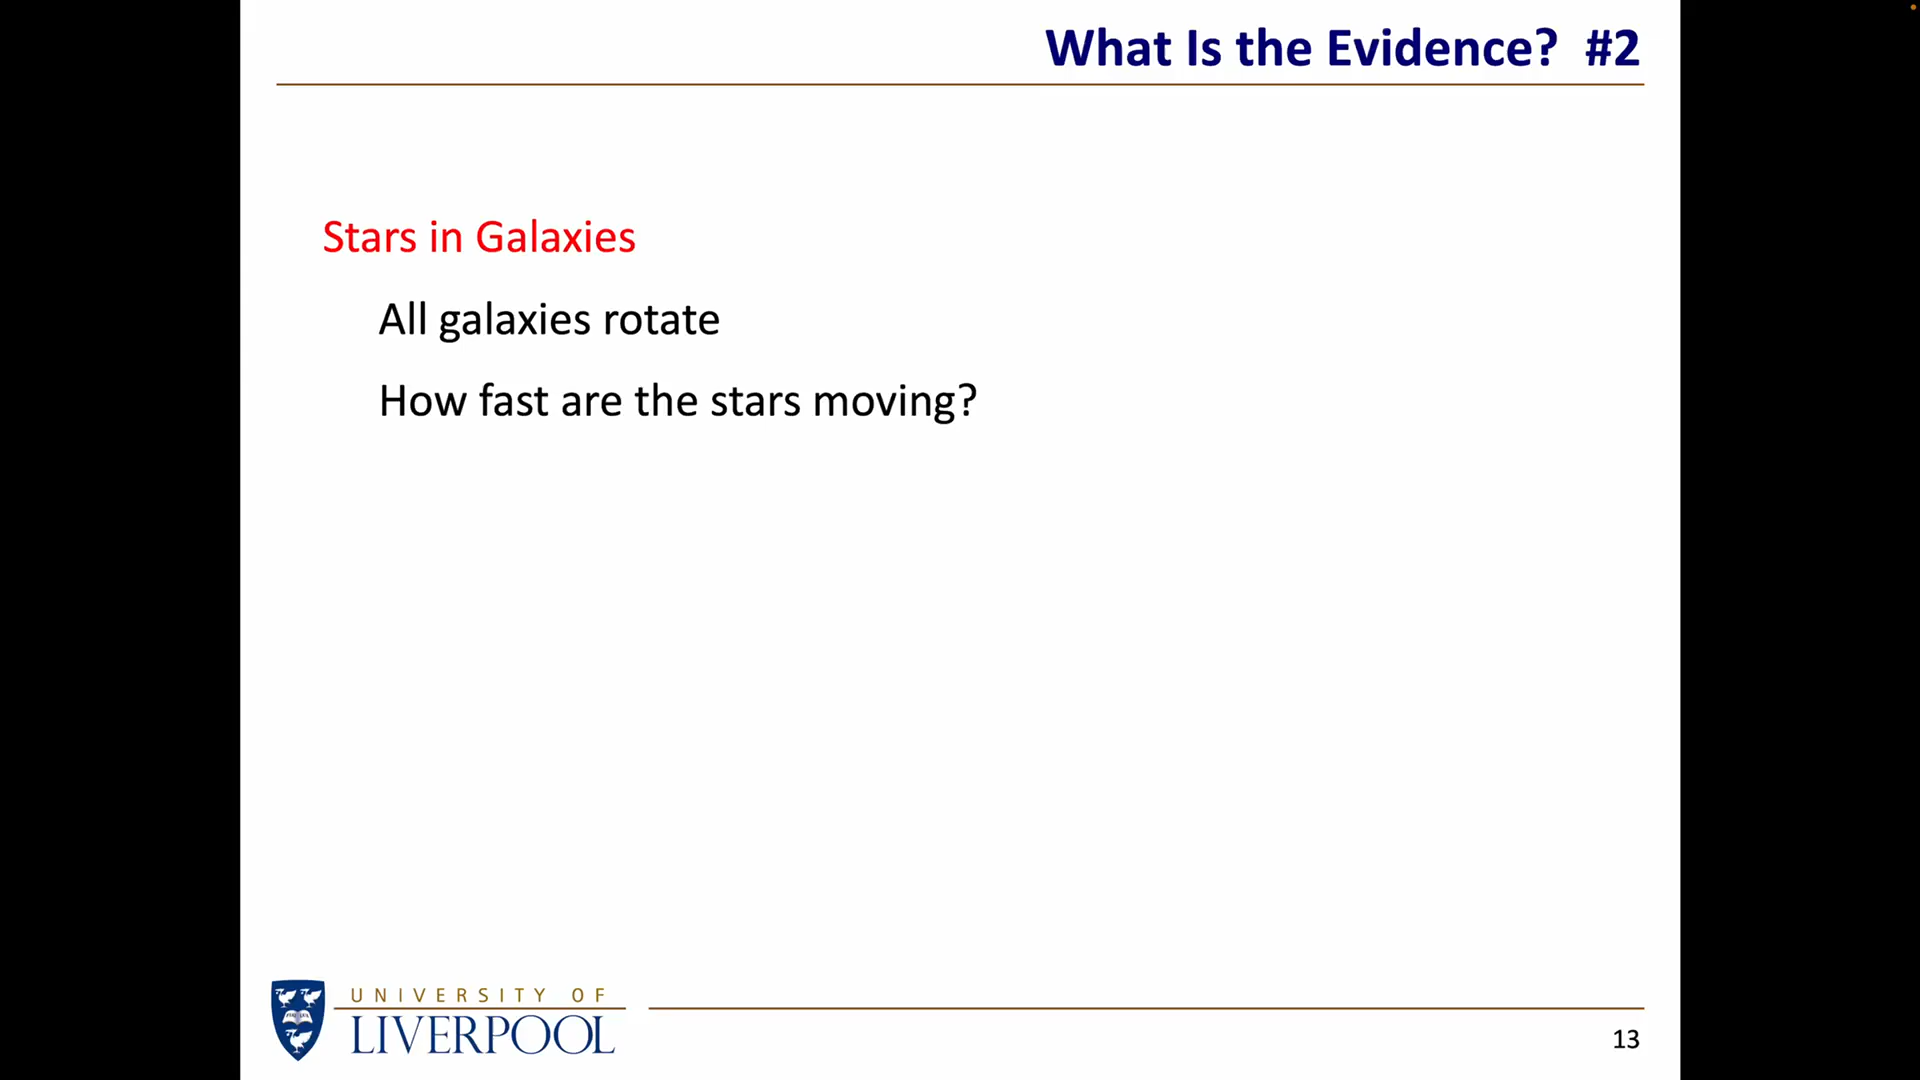 What Is the Evidence? #2
Stars in Galaxies
All galaxies rotate
How fast are the stars moving?
UNIVERSITY OF
LIVERPOOL
13